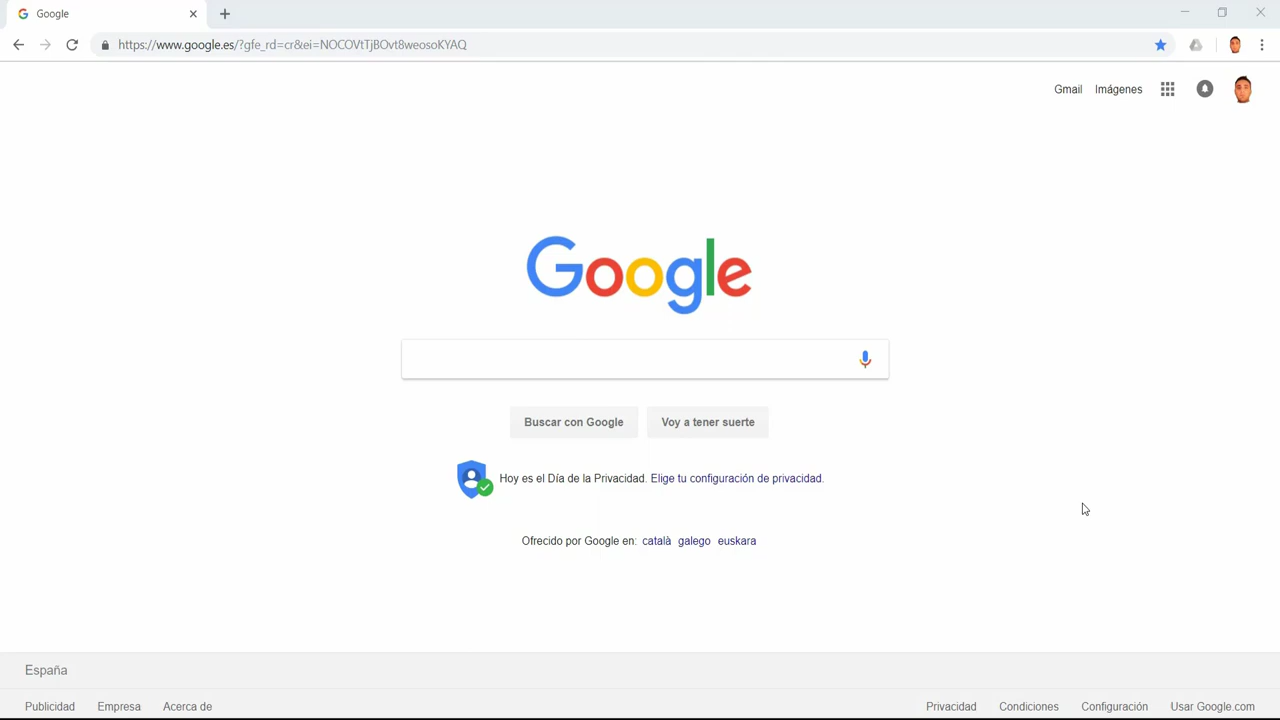 Google
https://www.google.es/?gfe_rd=cr&ei=NOCOVtTjBOvt8weosoKYAQ
Gmail Imágenes
Google
Buscar con Google Voy a tener suerte
Hoy es el Día de la Privacidad. Elige tu configuración de privacidad.
Ofrecido por Google en: català galego euskara
España
Publicidad Empresa Acerca de Privacidad Condiciones Configuración Usar Google.com